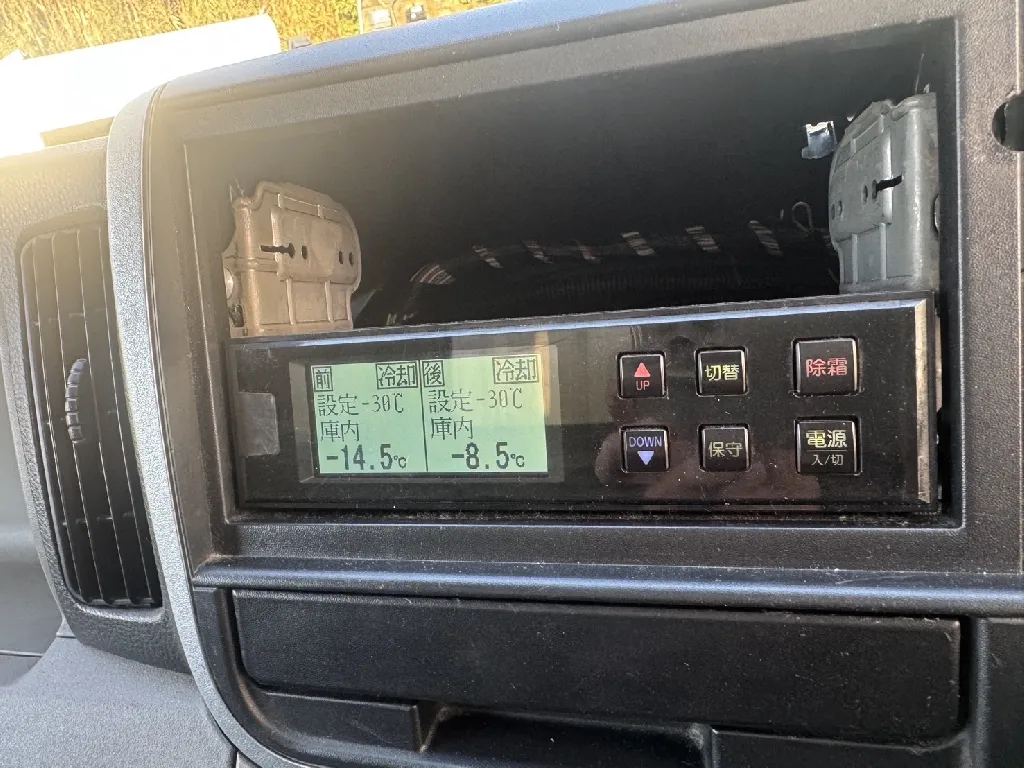 前 冷却 後 冷却
設定-30℃ 設定-30℃
庫内 庫内
-14.5℃ -8.5℃
UP 切替 除霜
DOWN 保守 電源
入/切